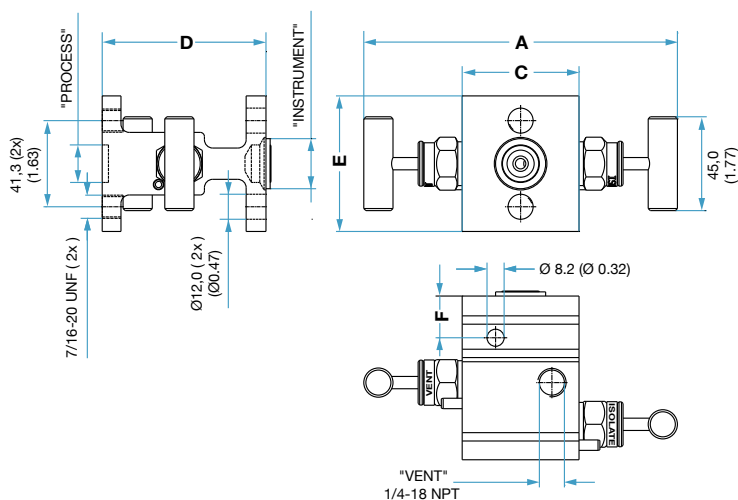 D
A
C
"PROCESS"
"INSTRUMENT"
41,3 (2x)
(1.63)
E
45,0
(1.77)
7/16-20 UNF ( 2x )
Ø12,0 ( 2x )
(Ø0.47)
Ø 8.2 (Ø 0.32)
F
VENT
ISOLATE
"VENT"
1/4-18 NPT